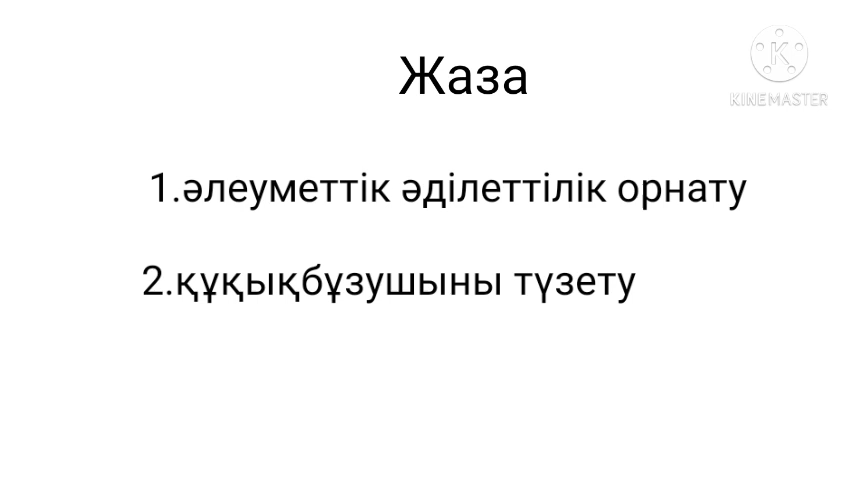 Жаза
KINEMASTER
1.әлеуметтік әділеттілік орнату
2.құқықбұзушыны түзету